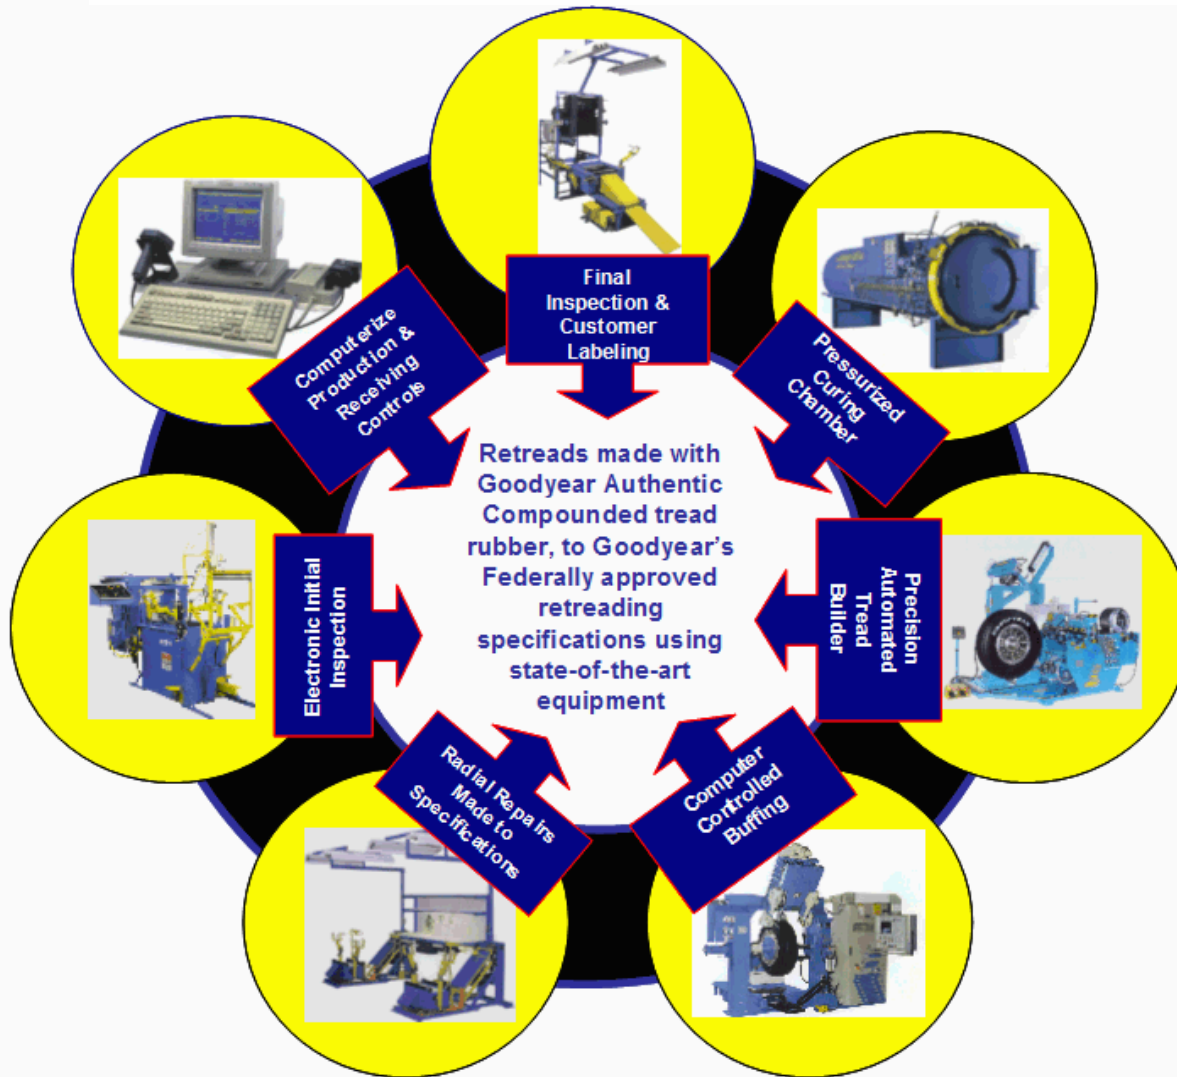 Final
Inspection &
Customer
Labeling
Pressurized
Curing
Chamber
Precision
Automated
Tread
Builder
Computer
Controlled
Buffing
Radial Repairs
Made to
Specifications
Electronic Initial
Inspection
Computerize
Production &
Receiving
Controls
Retreads made with
Goodyear Authentic
Compounded tread
rubber, to Goodyear's
Federally approved
retreading
specifications using
state-of-the-art
equipment